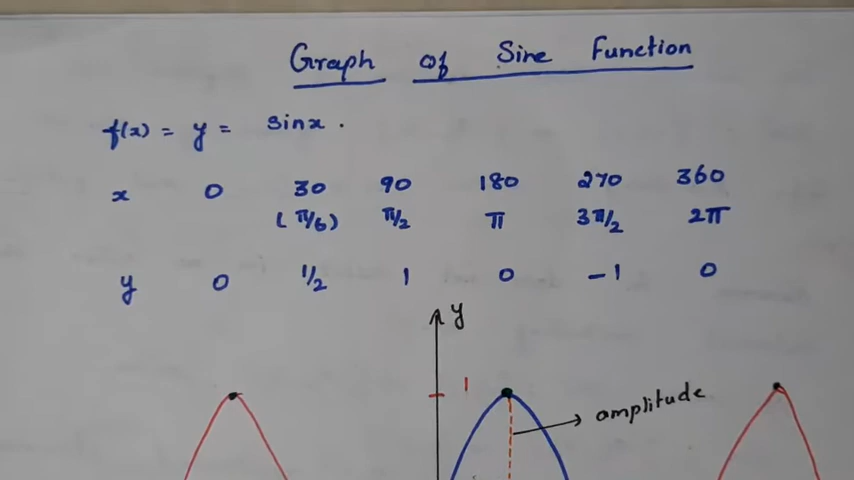 Graph of Sine Function
f(x) = y = sinx.
x 0 30 90 180 270 360
(π/6) π/2 π 3π/2 2π
y 0 1/2 1 0 -1 0
y
1
amplitude